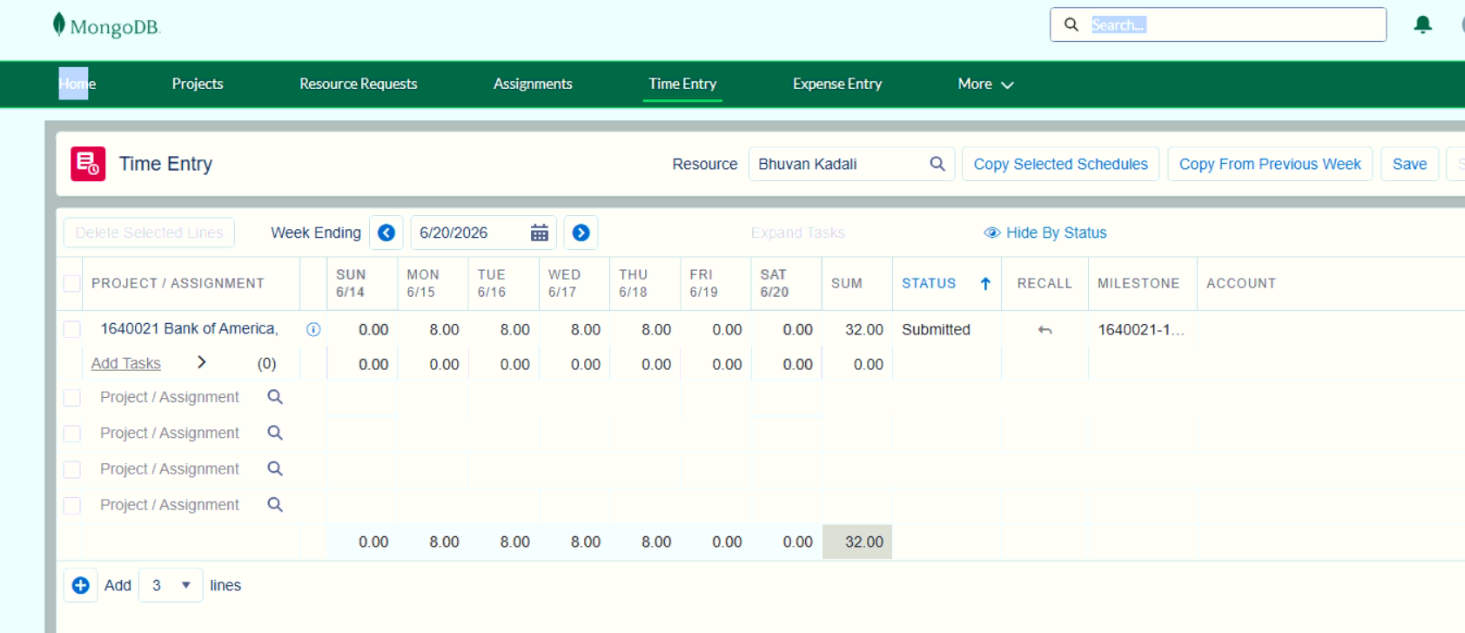 MongoDB.
Search...
Home Projects Resource Requests Assignments Time Entry Expense Entry More
Time Entry Resource Bhuvan Kadali Copy Selected Schedules Copy From Previous Week Save
Delete Selected Lines Week Ending 6/20/2026 Expand Tasks Hide By Status
PROJECT / ASSIGNMENT SUN 6/14 MON 6/15 TUE 6/16 WED 6/17 THU 6/18 FRI 6/19 SAT 6/20 SUM STATUS RECALL MILESTONE ACCOUNT
1640021 Bank of America, 0.00 8.00 8.00 8.00 8.00 0.00 0.00 32.00 Submitted 1640021-1...
Add Tasks (0) 0.00 0.00 0.00 0.00 0.00 0.00 0.00 0.00
Project / Assignment
Project / Assignment
Project / Assignment
Project / Assignment
0.00 8.00 8.00 8.00 8.00 0.00 0.00 32.00
Add 3 lines